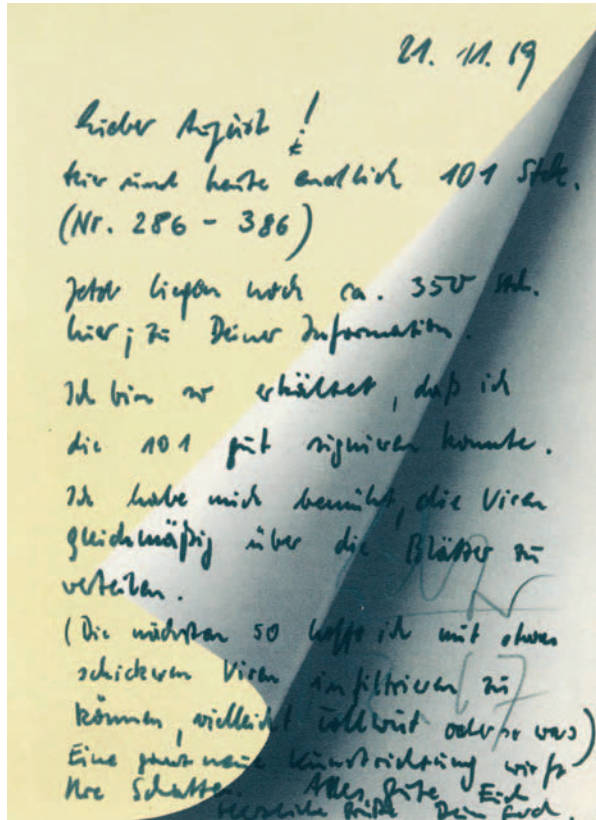 21. 11. 69
Lieber August!
hier sind heute endlich 101 Stck.
(Nr. 286 - 386)
Jetzt liegen noch ca. 350 Stck.
hier; zu Deiner Information.
Ich bin so erkältet, daß ich
die 101 gut signieren konnte.
Ich habe mich bemüht, die Viren
gleichmäßig über die Blätter zu
verteilen.
(Die nächsten 50 hoffe ich mit etwas
schickeren Viren infiltrieren zu
können, vielleicht Tollwut oder so was)
Eine ganz neue Kunstrichtung wirft
Ihre Schatten. Alles Gute Euch
Herzliche Grüße Dein